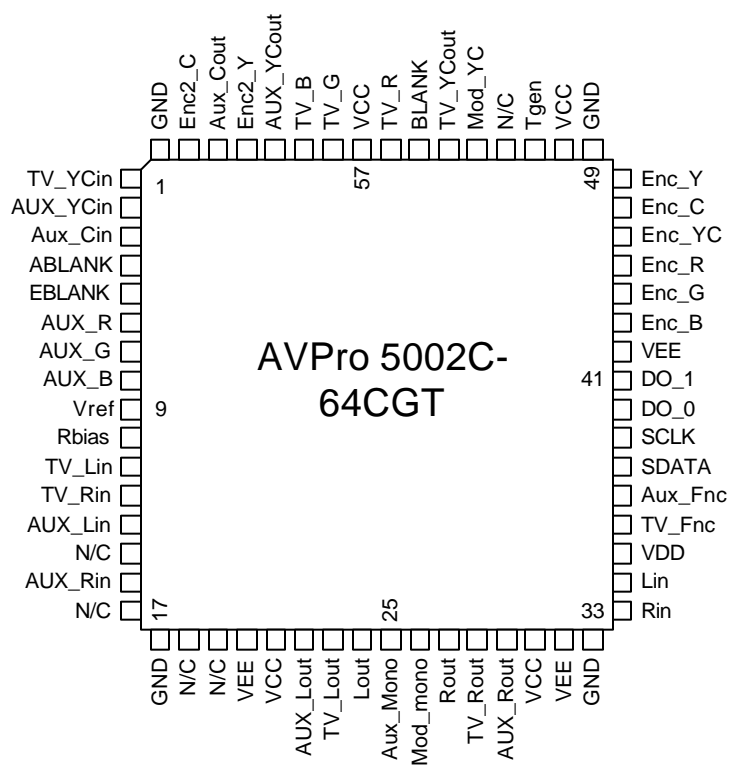 GND
Enc2_C
Aux_Cout
Enc2_Y
AUX_YCout
TV_B
TV_G
VCC
TV_R
BLANK
TV_YCout
Mod_YC
N/C
Tgen
VCC
GND
1
57
49
TV_YCin
AUX_YCin
Aux_Cin
ABLANK
EBLANK
AUX_R
AUX_G
AUX_B
Vref
9
Rbias
TV_Lin
TV_Rin
AUX_Lin
N/C
AUX_Rin
N/C
AVPro 5002C-
64CGT
Enc_Y
Enc_C
Enc_YC
Enc_R
Enc_G
Enc_B
VEE
41
DO_1
DO_0
SCLK
SDATA
Aux_Fnc
TV_Fnc
VDD
Lin
Rin
17
25
33
GND
N/C
N/C
VEE
VCC
AUX_Lout
TV_Lout
Lout
Aux_Mono
Mod_mono
Rout
TV_Rout
AUX_Rout
VCC
VEE
GND